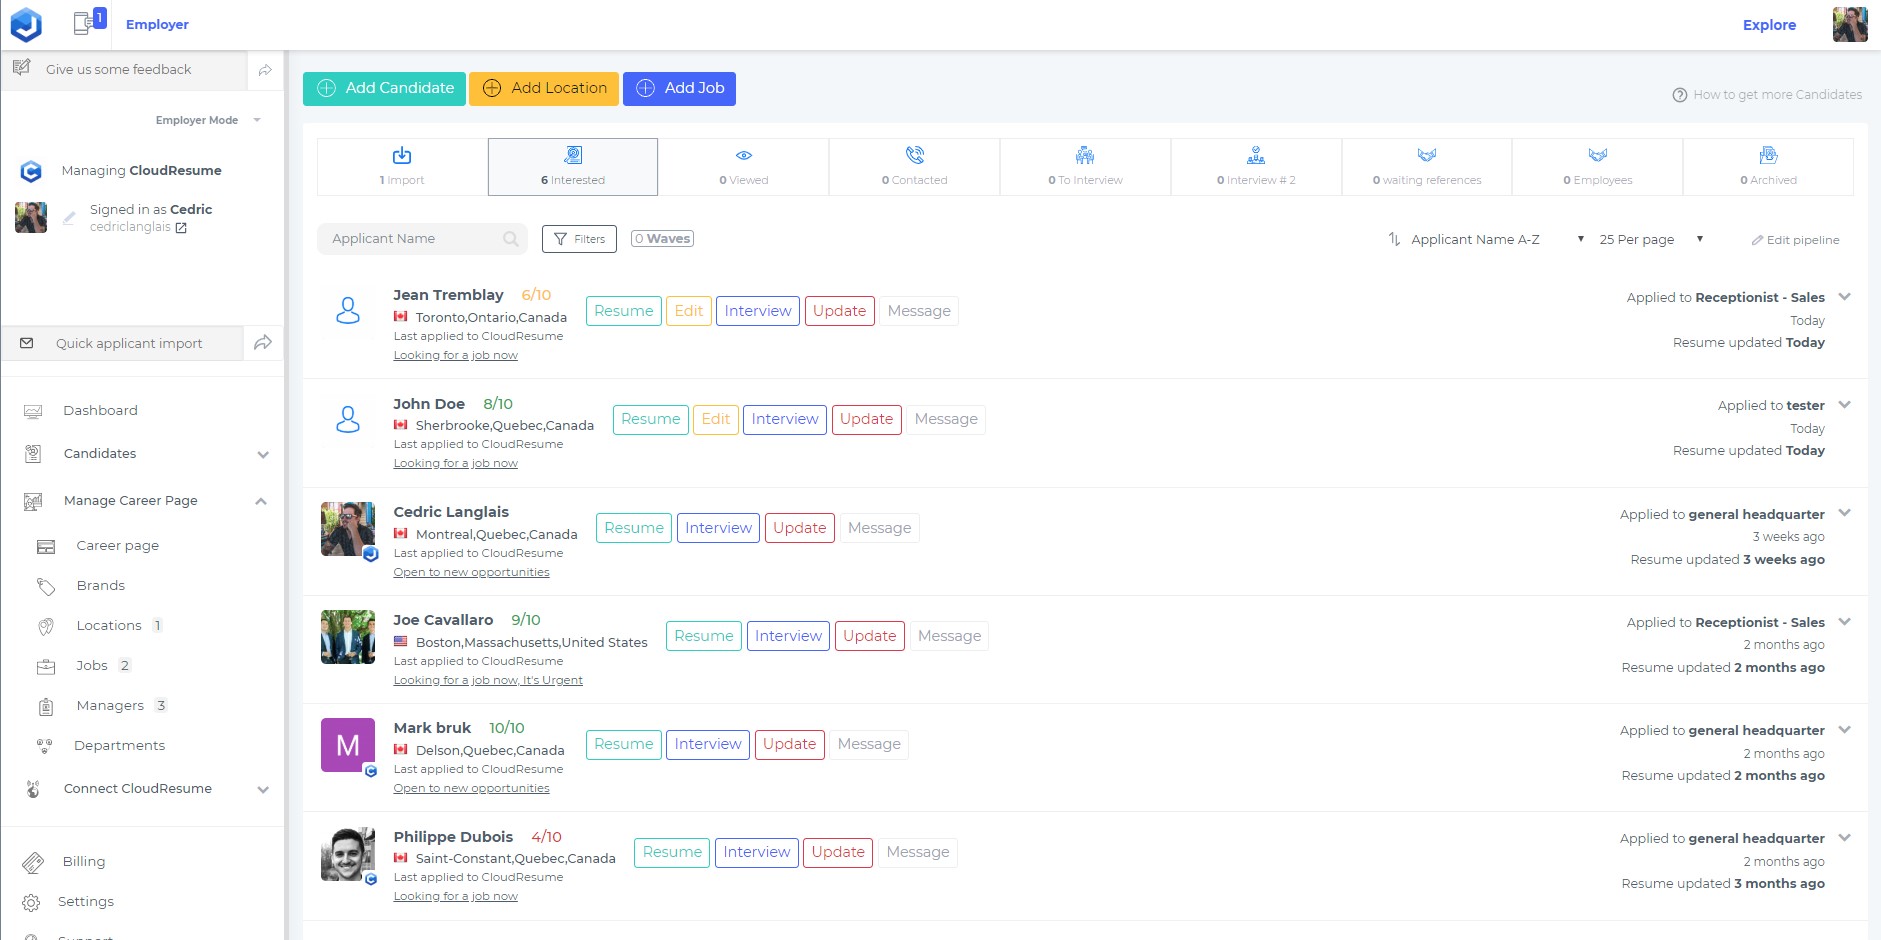 1
Employer
Explore
Give us some feedback
Employer Mode
Managing CloudResume
Signed in as Cedric
cedriclanglais
Quick applicant import
Dashboard
Candidates
Manage Career Page
Career page
Brands
Locations 1
Jobs 2
Managers 3
Departments
Connect CloudResume
Billing
Settings
Support
Add Candidate
Add Location
Add Job
How to get more Candidates
1 Import
6 Interested
0 Viewed
0 Contacted
0 To Interview
0 Interview # 2
0 waiting references
0 Employees
0 Archived
Applicant Name
Filters
0 Waves
Applicant Name A-Z
25 Per page
Edit pipeline
Jean Tremblay 6/10
Toronto,Ontario,Canada
Last applied to CloudResume
Looking for a job now
Resume Edit Interview Update Message
Applied to Receptionist - Sales
Today
Resume updated Today
John Doe 8/10
Sherbrooke,Quebec,Canada
Last applied to CloudResume
Looking for a job now
Resume Edit Interview Update Message
Applied to tester
Today
Resume updated Today
Cedric Langlais
Montreal,Quebec,Canada
Last applied to CloudResume
Open to new opportunities
Resume Interview Update Message
Applied to general headquarter
3 weeks ago
Resume updated 3 weeks ago
Joe Cavallaro 9/10
Boston,Massachusetts,United States
Last applied to CloudResume
Looking for a job now, It's Urgent
Resume Interview Update Message
Applied to Receptionist - Sales
2 months ago
Resume updated 2 months ago
M
Mark bruk 10/10
Delson,Quebec,Canada
Last applied to CloudResume
Open to new opportunities
Resume Interview Update Message
Applied to general headquarter
2 months ago
Resume updated 2 months ago
Philippe Dubois 4/10
Saint-Constant,Quebec,Canada
Last applied to CloudResume
Looking for a job now
Resume Interview Update Message
Applied to general headquarter
2 months ago
Resume updated 3 months ago